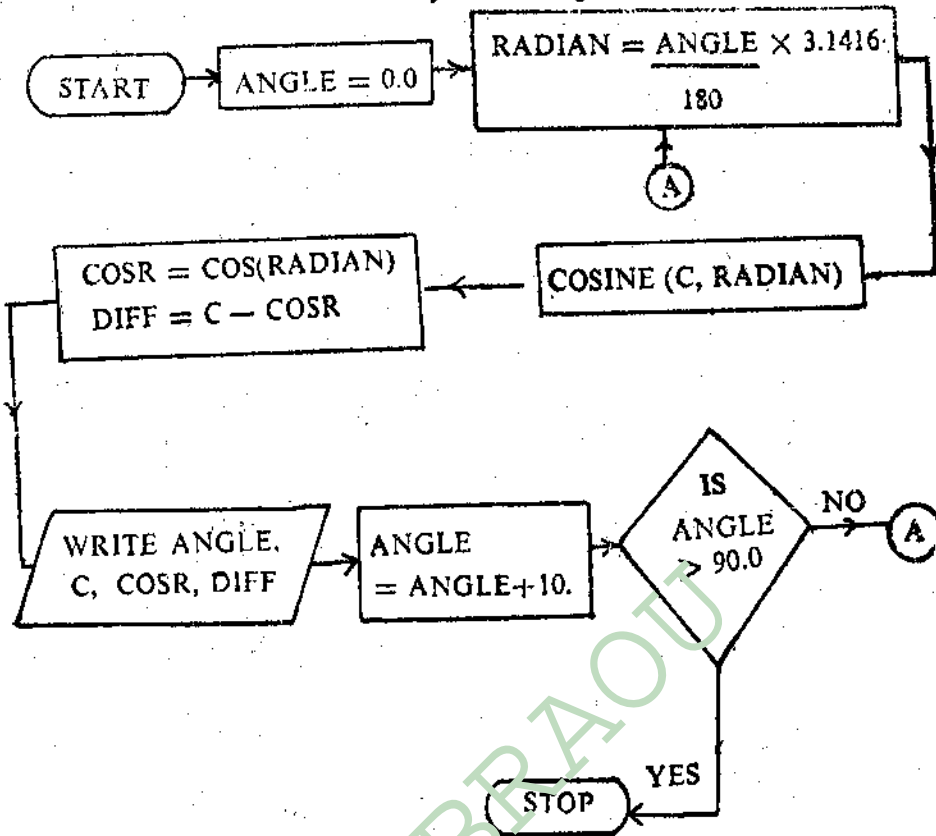 START
ANGLE = 0.0
RADIAN = ANGLE × 3.1416
180
A
COSINE (C, RADIAN)
COSR = COS(RADIAN)
DIFF = C − COSR
WRITE ANGLE,
C, COSR, DIFF
ANGLE
= ANGLE+10.
IS
ANGLE
> 90.0
NO
A
YES
STOP
BRAOU